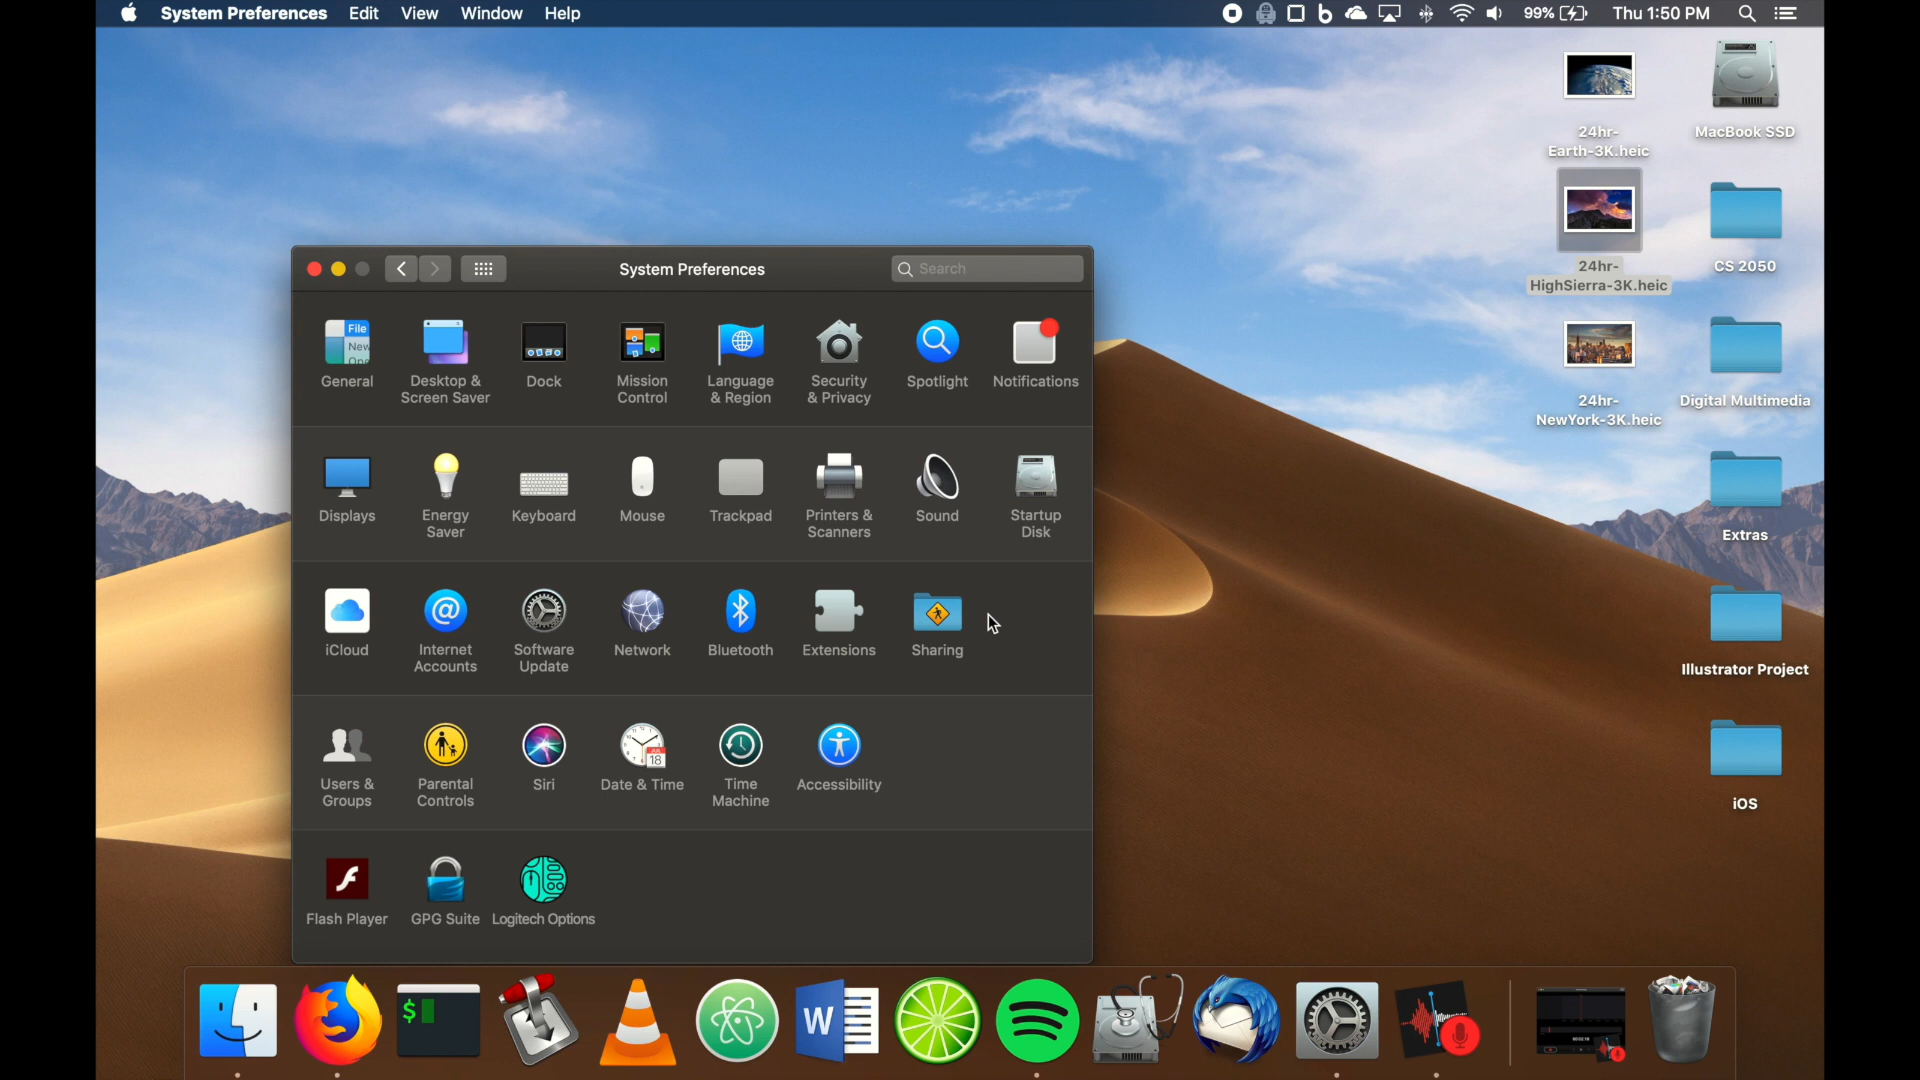 System Preferences Edit View Window Help
99% Thu 1:50 PM
24hr-
Earth-3K.heic
MacBook SSD
24hr-
HighSierra-3K.heic
CS 2050
24hr-
NewYork-3K.heic
Digital Multimedia
Extras
Illustrator Project
iOS
System Preferences
Search
File
New
General
Desktop &
Screen Saver
Dock
Mission
Control
Language
& Region
Security
& Privacy
Spotlight
Notifications
Displays
Energy
Saver
Keyboard
Mouse
Trackpad
Printers &
Scanners
Sound
Startup
Disk
iCloud
Internet
Accounts
Software
Update
Network
Bluetooth
Extensions
Sharing
Users &
Groups
Parental
Controls
Siri
JUL
18
Date & Time
Time
Machine
Accessibility
Flash Player
GPG Suite
Logitech Options
$
W